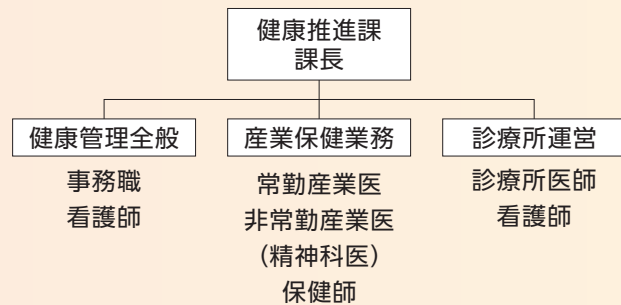 健康推進課
課長
健康管理全般
事務職
看護師
産業保健業務
常勤産業医
非常勤産業医
(精神科医)
保健師
診療所運営
診療所医師
看護師